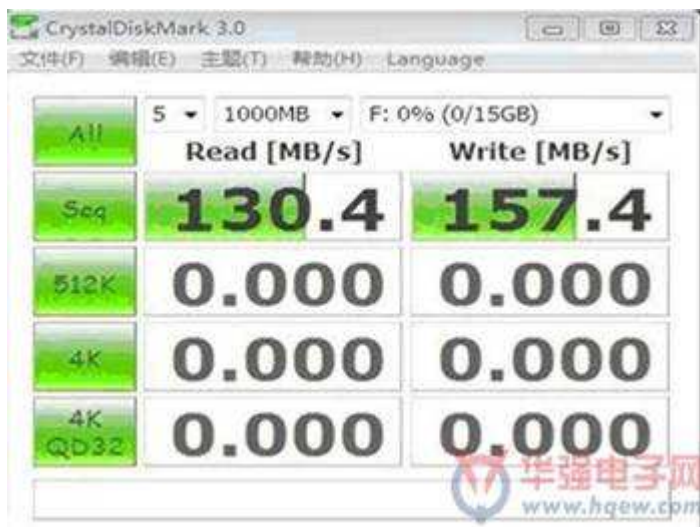 CrystalDiskMark 3.0
文件(F) 编辑(E) 主题(T) 帮助(H) Language
All 5 1000MB F: 0% (0/15GB)
Read [MB/s] Write [MB/s]
Seq 130.4 157.4
512K 0.000 0.000
4K 0.000 0.000
4K QD32 0.000 0.000
华强电子网
www.hqew.com